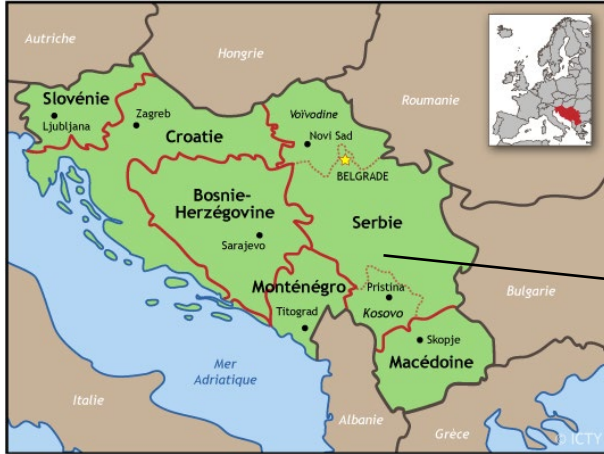 Autriche
Hongrie
Roumanie
Slovénie
Ljubljana
Zagreb
Croatie
Voïvodine
Novi Sad
BELGRADE
Bosnie-
Herzégovine
Sarajevo
Serbie
Monténégro
Titograd
Pristina
Kosovo
Bulgarie
Skopje
Macédoine
Mer
Adriatique
Italie
Albanie
Grèce
© ICTY